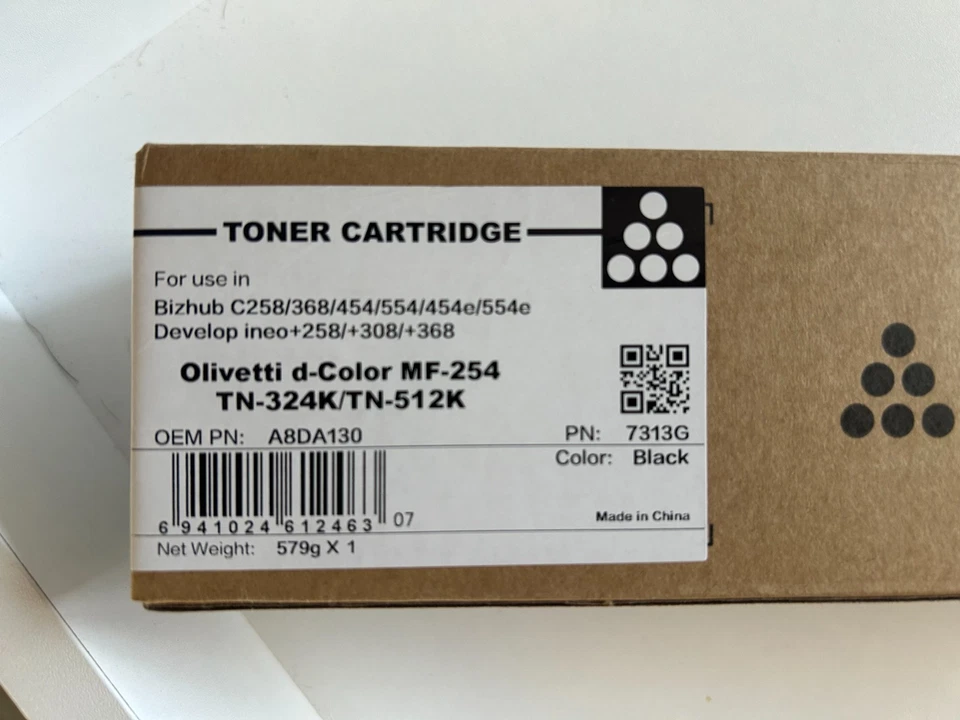 TONER CARTRIDGE
For use in
Bizhub C258/368/454/554/454e/554e
Develop ineo+258/+308/+368
Olivetti d-Color MF-254
TN-324K/TN-512K
OEM PN: A8DA130
PN: 7313G
Color: Black
6 941024 612463 07
Made in China
Net Weight: 579g X 1